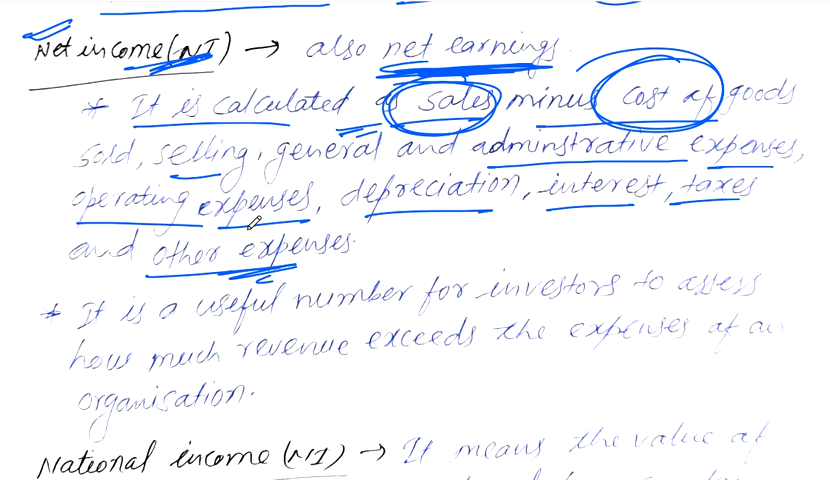 Net income (NI) → also net earnings.
* It is calculated as sales minus cost of goods
sold, selling, general and adminstrative expenses,
operating expenses, depreciation, interest, taxes
and other expenses.
* It is a useful number for investors to assess
how much revenue exceeds the expenses of an
organisation.
National income (NI) → It means the value of